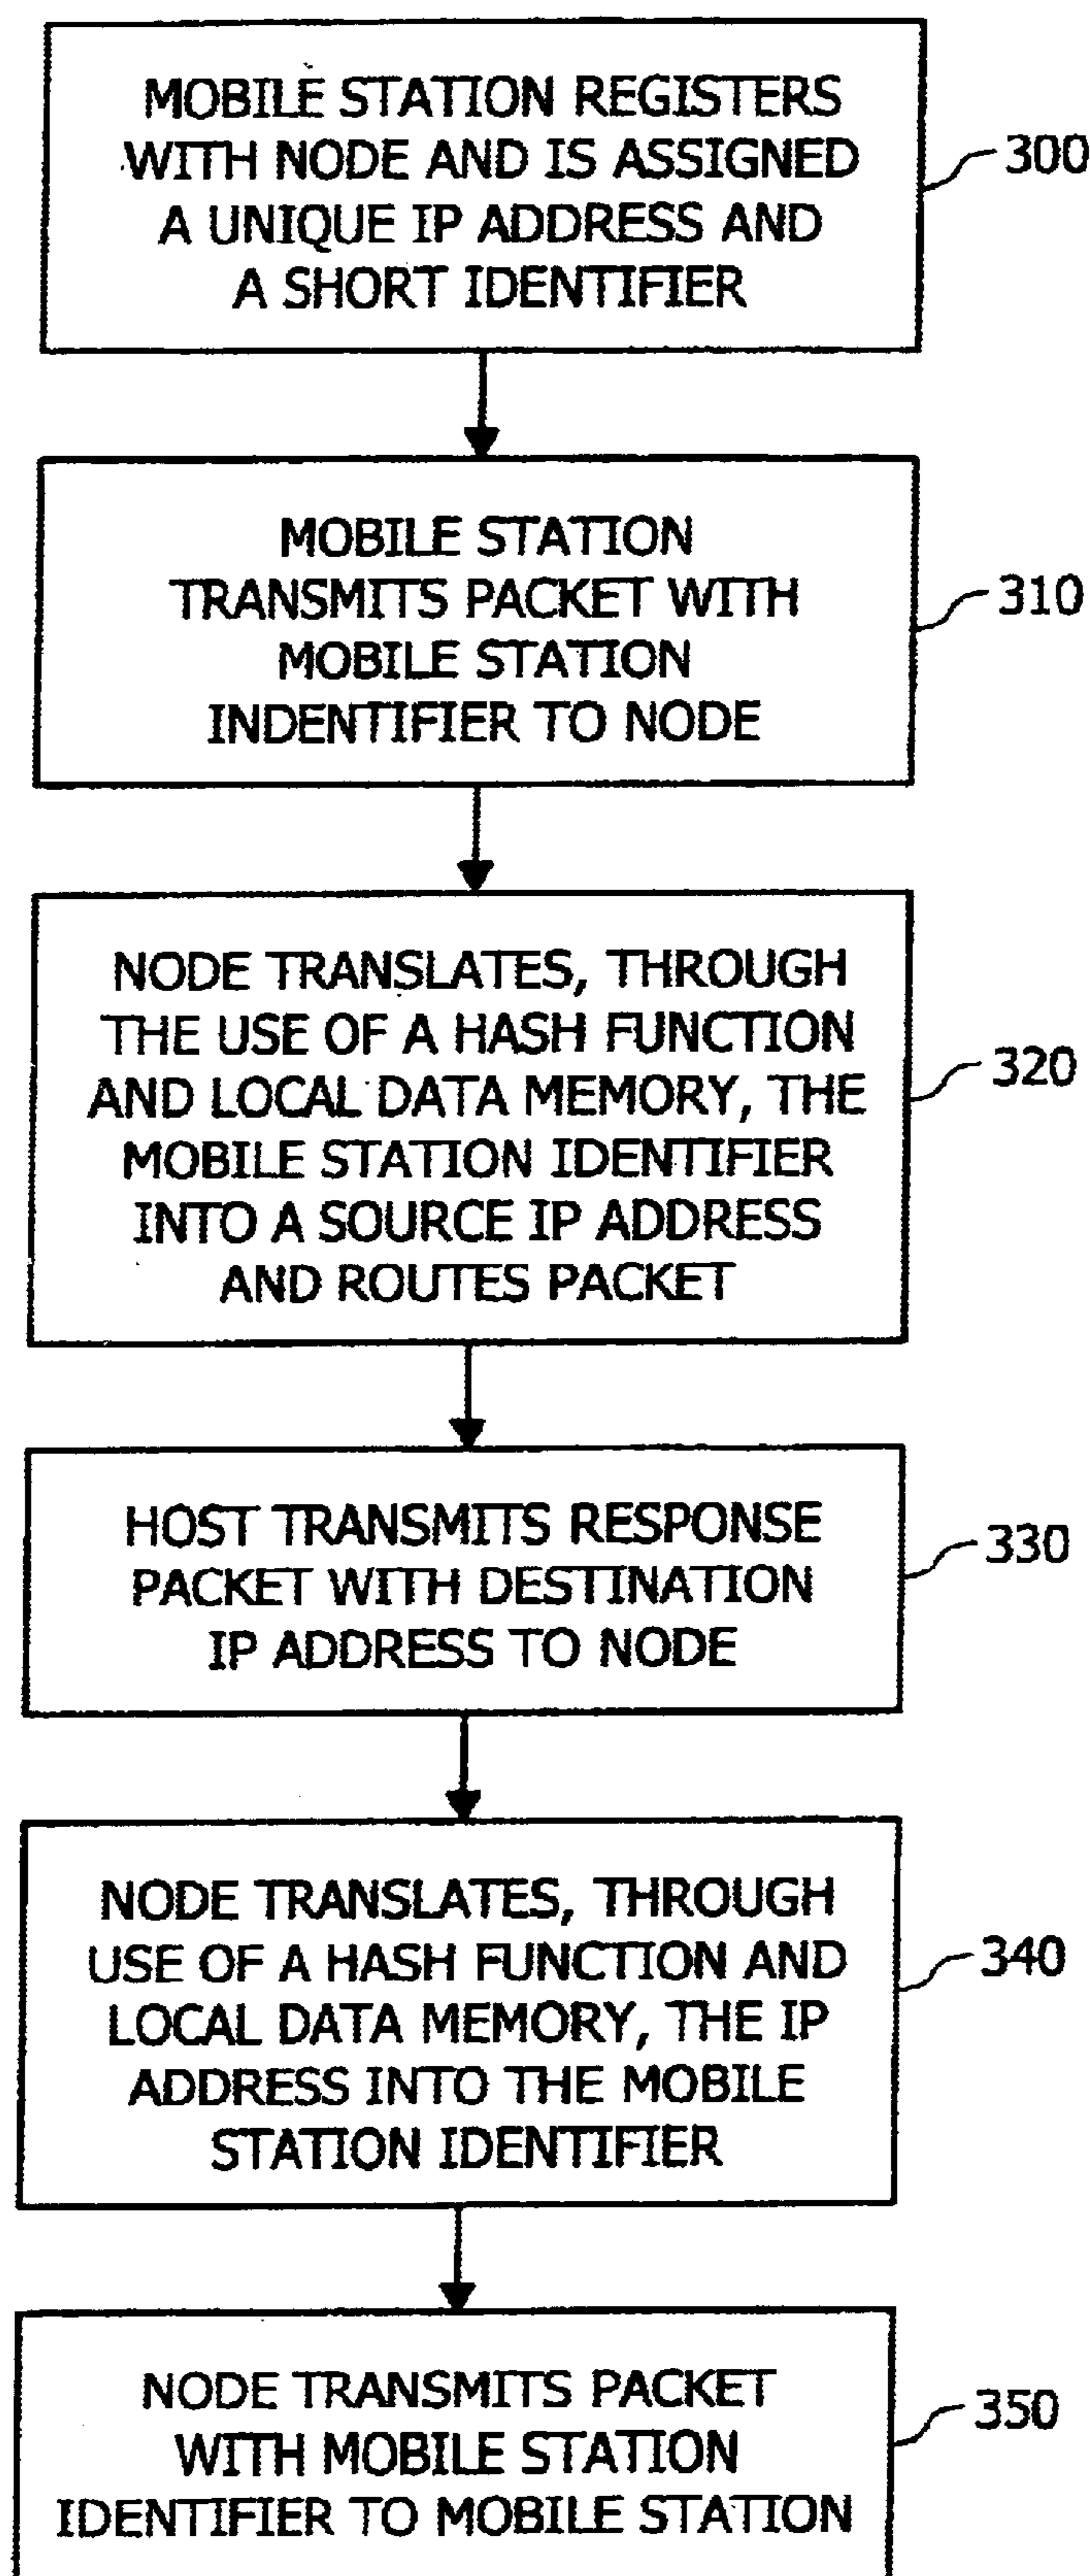 MOBILE STATION REGISTERS
WITH NODE AND IS ASSIGNED
A UNIQUE IP ADDRESS AND
A SHORT IDENTIFIER
300
MOBILE STATION
TRANSMITS PACKET WITH
MOBILE STATION
INDENTIFIER TO NODE
310
NODE TRANSLATES, THROUGH
THE USE OF A HASH FUNCTION
AND LOCAL DATA MEMORY, THE
MOBILE STATION IDENTIFIER
INTO A SOURCE IP ADDRESS
AND ROUTES PACKET
320
HOST TRANSMITS RESPONSE
PACKET WITH DESTINATION
IP ADDRESS TO NODE
330
NODE TRANSLATES, THROUGH
USE OF A HASH FUNCTION AND
LOCAL DATA MEMORY, THE IP
ADDRESS INTO THE MOBILE
STATION IDENTIFIER
340
NODE TRANSMITS PACKET
WITH MOBILE STATION
IDENTIFIER TO MOBILE STATION
350